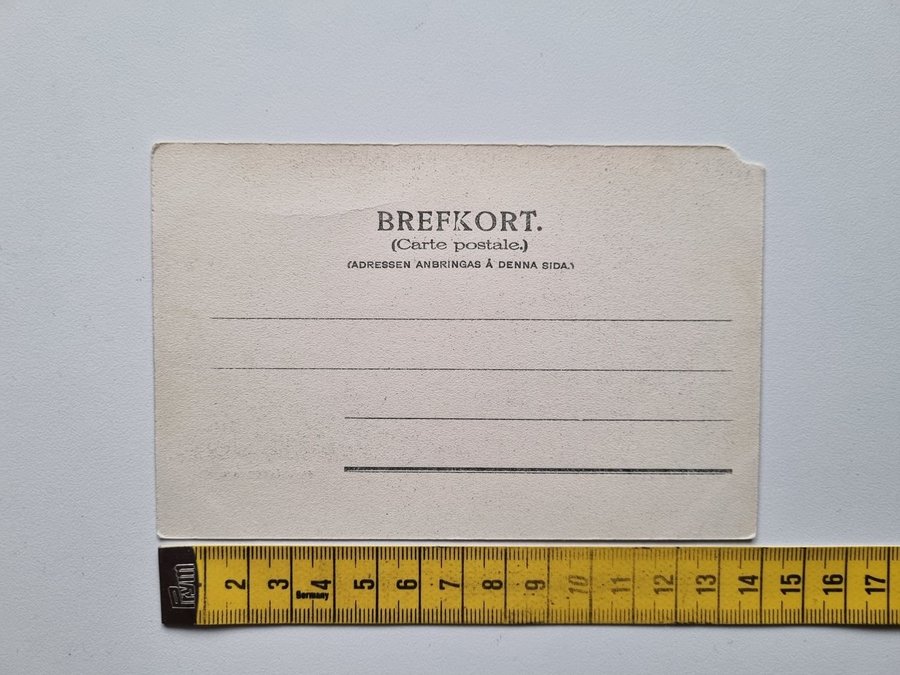 BREFKORT.
(Carte postale.)
(ADRESSEN ANBRINGAS Å DENNA SIDA.)
Prym 2 3 4 5 6 7 8 9 10 11 12 13 14 15 16 17
Germany